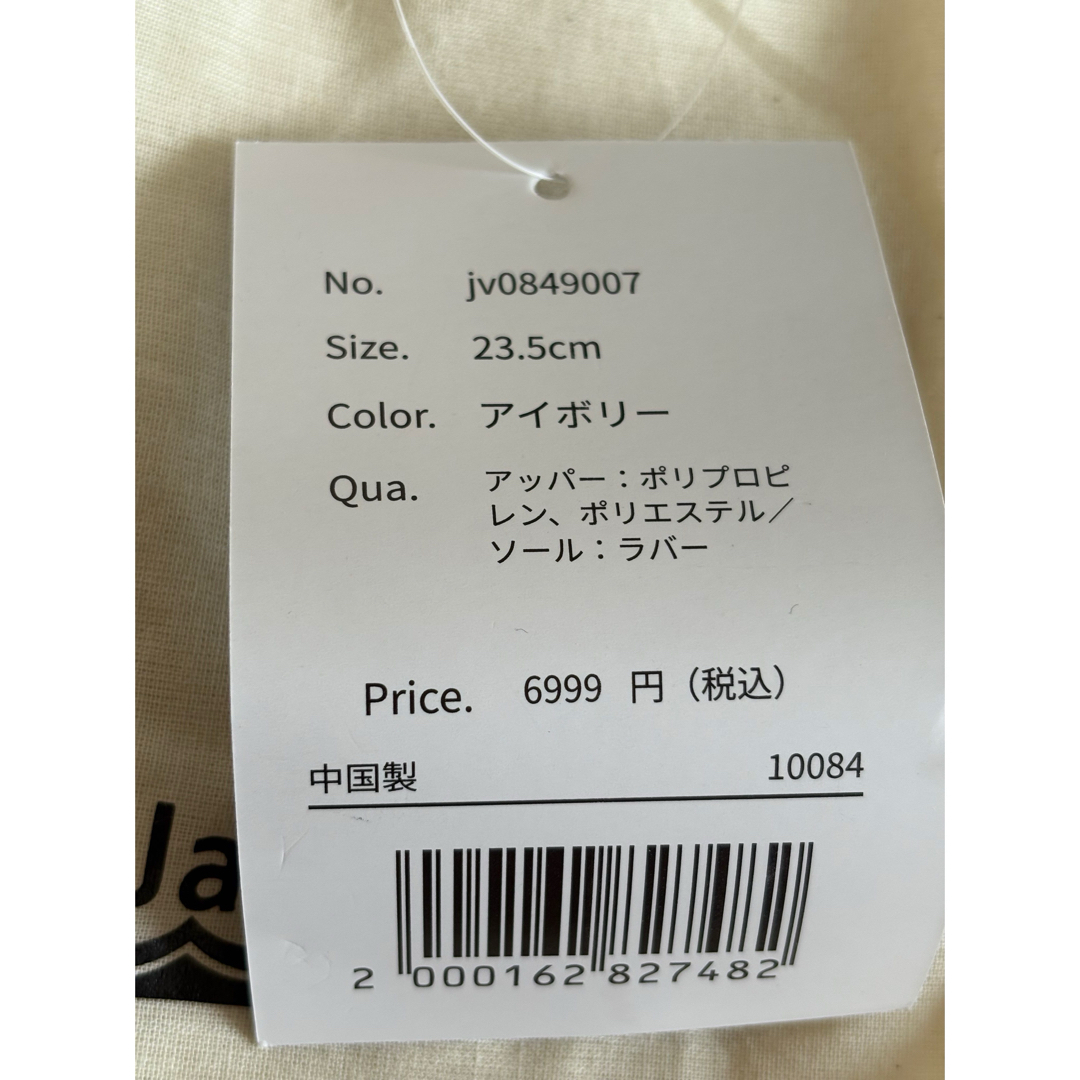 No. jv0849007
Size. 23.5cm
Color. アイボリー
Qua. アッパー：ポリプロピ
レン、ポリエステル／
ソール：ラバー
Price. 6999 円（税込）
中国製 10084
Ja
2 000162 827482